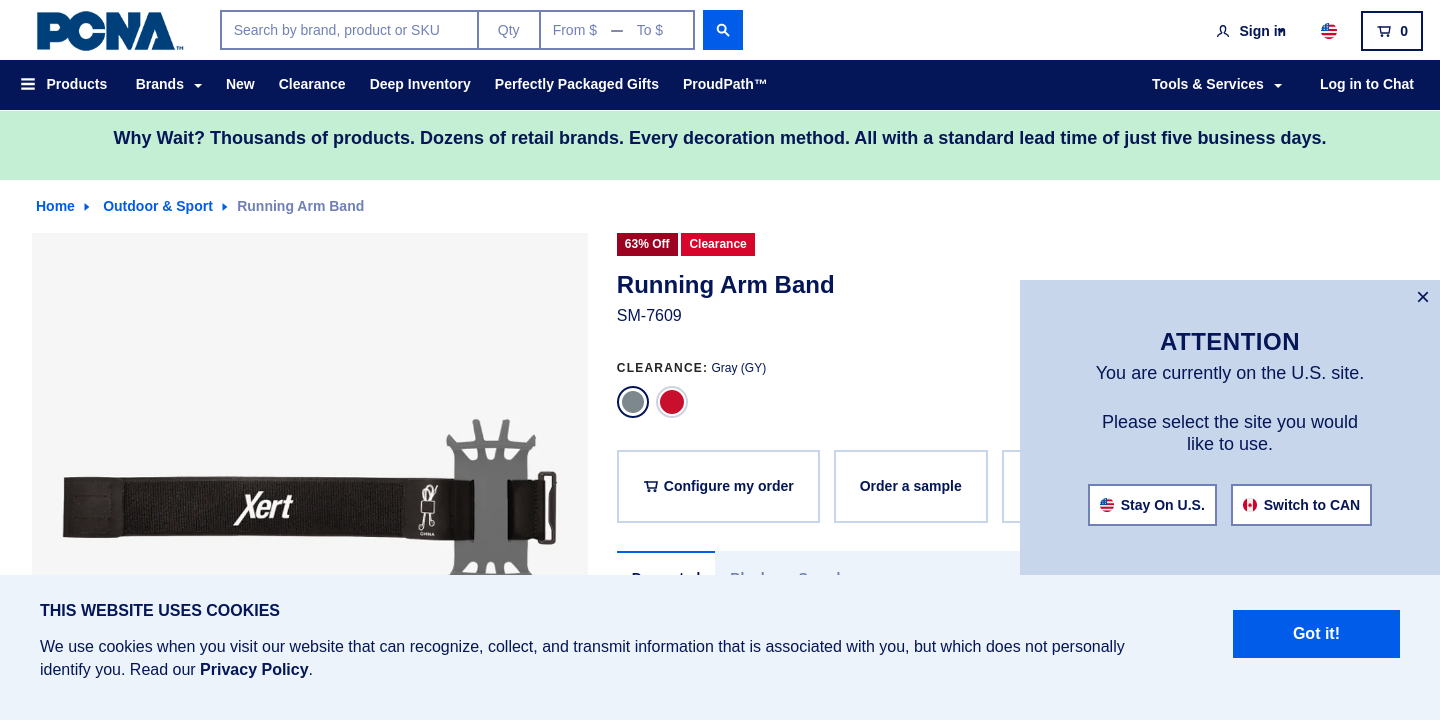 PCNA™
Search by brand, product or SKU
Qty
From $ — To $
Sign in
0
Products
Brands
New
Clearance
Deep Inventory
Perfectly Packaged Gifts
ProudPath™
Tools & Services
Log in to Chat
Why Wait? Thousands of products. Dozens of retail brands. Every decoration method. All with a standard lead time of just five business days.
Home
Outdoor & Sport
Running Arm Band
63% Off
Clearance
Running Arm Band
SM-7609
CLEARANCE: Gray (GY)
Configure my order
Order a sample
Xert
CHINA
×
ATTENTION
You are currently on the U.S. site.
Please select the site you would
like to use.
Stay On U.S.
Switch to CAN
THIS WEBSITE USES COOKIES
We use cookies when you visit our website that can recognize, collect, and transmit information that is associated with you, but which does not personally
identify you. Read our Privacy Policy.
Got it!